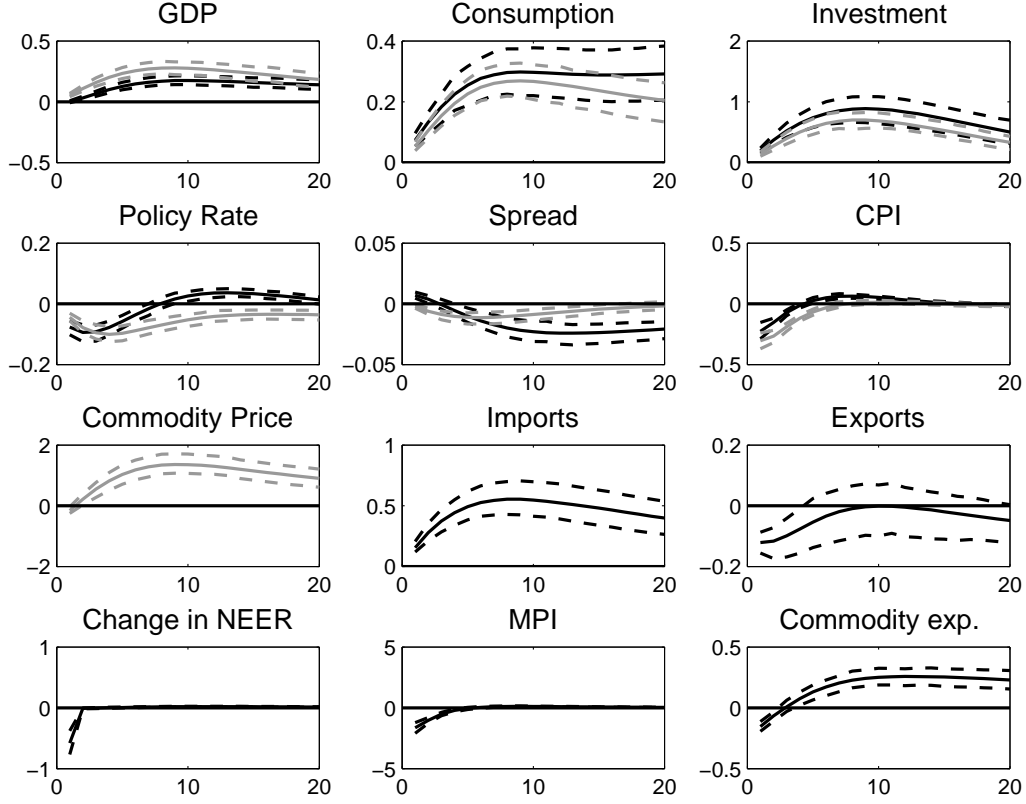 GDP Consumption Investment
0.5 0.4 2
0 0.2 1
−0.5 0 0
0 10 20 0 10 20 0 10 20
Policy Rate Spread CPI
0.2 0.05 0.5
0 0 0
−0.2 −0.05 −0.5
0 10 20 0 10 20 0 10 20
Commodity Price Imports Exports
2 1 0.2
0 0.5 0
−2 0 −0.2
0 10 20 0 10 20 0 10 20
Change in NEER MPI Commodity exp.
1 5 0.5
0 0 0
−1 −5 −0.5
0 10 20 0 10 20 0 10 20